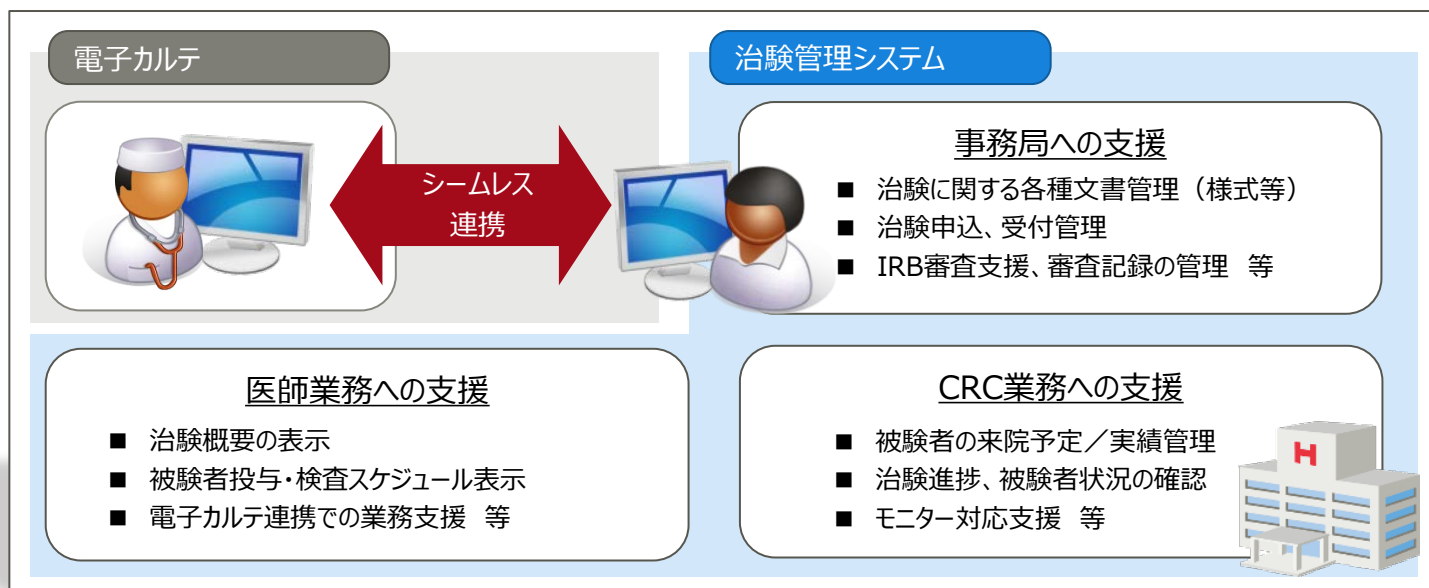 電子カルテ
治験管理システム
シームレス
連携
事務局への支援
■ 治験に関する各種文書管理（様式等）
■ 治験申込、受付管理
■ IRB審査支援、審査記録の管理 等
医師業務への支援
■ 治験概要の表示
■ 被験者投与・検査スケジュール表示
■ 電子カルテ連携での業務支援 等
CRC業務への支援
■ 被験者の来院予定／実績管理
■ 治験進捗、被験者状況の確認
■ モニター対応支援 等
H